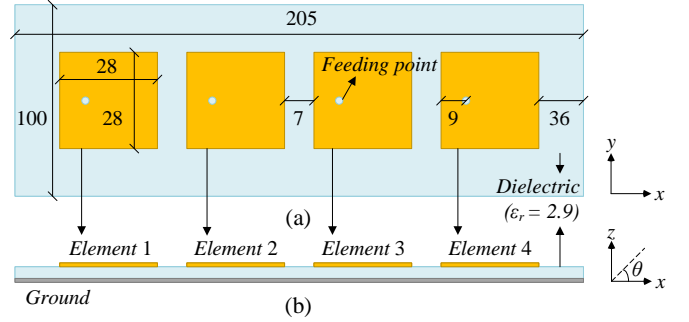 205
28
Feeding point
100
28
7
9
36
y
x
Dielectric
(εr = 2.9)
(a)
Element 1
Element 2
Element 3
Element 4
z
θ
x
Ground
(b)